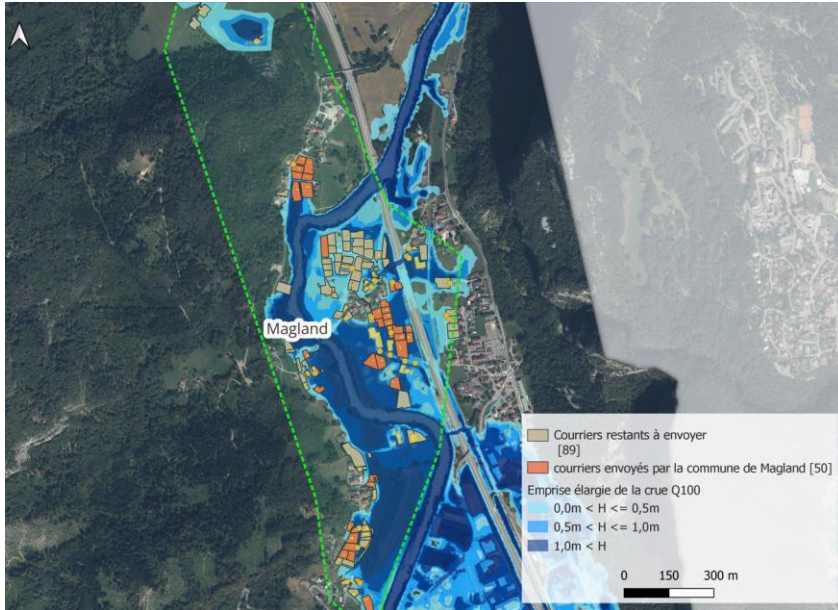 Magland
Courriers restants à envoyer
[89]
courriers envoyés par la commune de Magland [50]
Emprise élargie de la crue Q100
0,0m < H <= 0,5m
0,5m < H <= 1,0m
1,0m < H
0 150 300 m